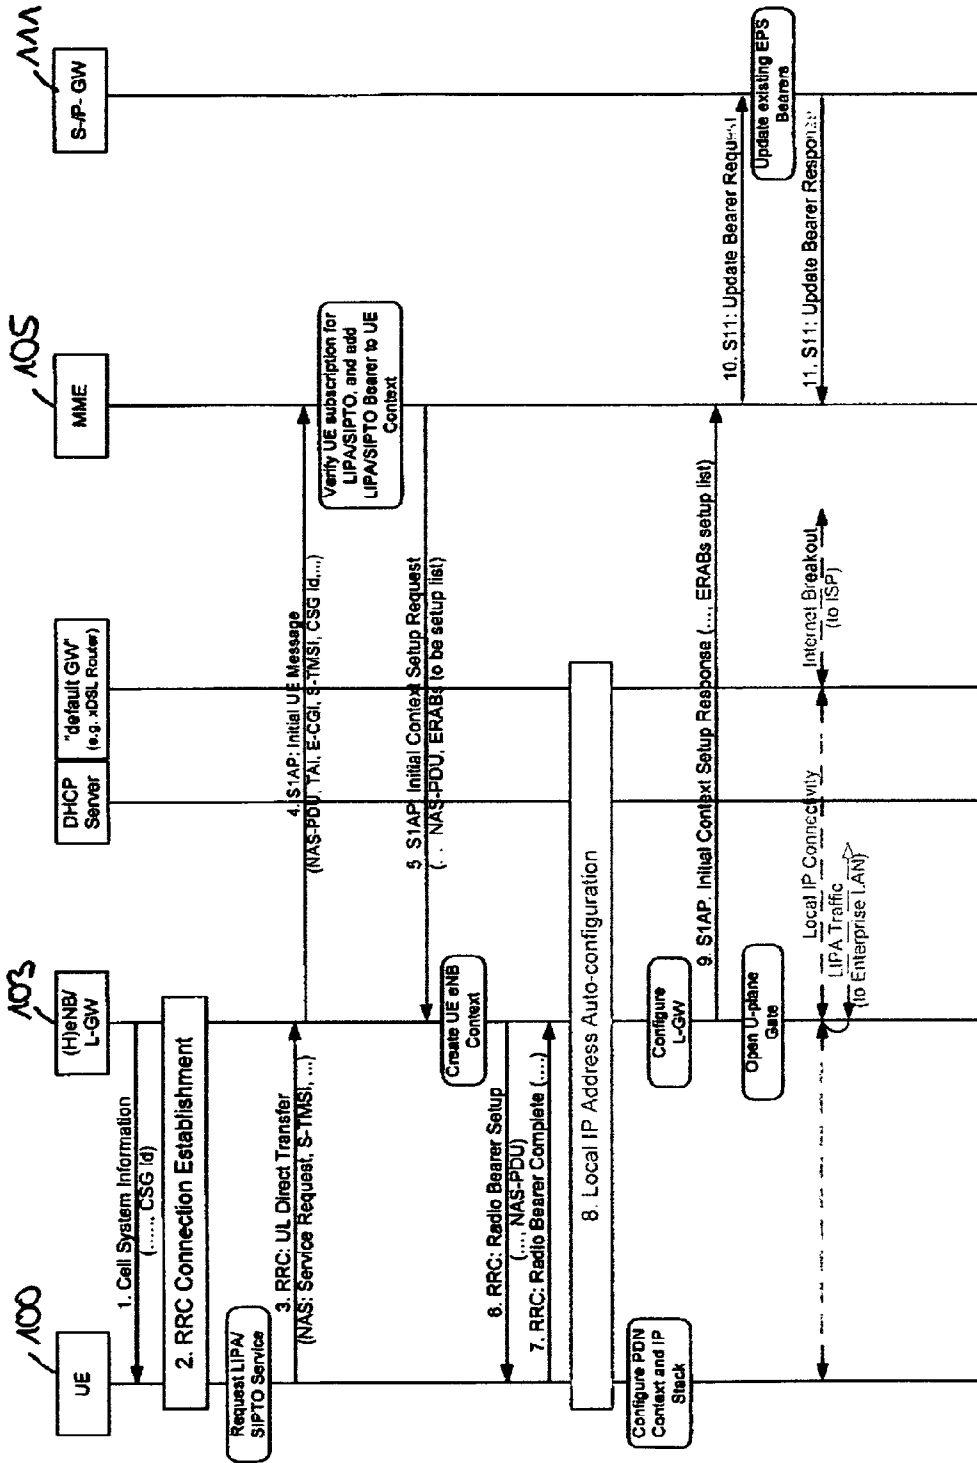 100
103
105
111
UE
(H)eNB/
L-GW
DHCP
Server
"default GW"
(e.g. xDSL Router)
MME
S-/P- GW
1. Cell System Information
(......, CSG Id)
2. RRC Connection Establishment
Request LIPA/
SIPTO Service
3. RRC: UL Direct Transfer
(NAS: Service Request, S-TMSI, ...)
4. S1AP: Initial UE Message
(NAS-PDU, TAI, E-CGI, S-TMSI, CSG Id,...)
Verify UE subscription for
LIPA/SIPTO, and add
LIPA/SIPTO Bearer to UE
Context
5 S1AP: Initial Context Setup Request
(. . NAS-PDU, ERABs to be setup list)
Create UE eNB
Context
6. RRC: Radio Bearer Setup
(...., NAS-PDU)
7. RRC: Radio Bearer Complete (....)
8. Local IP Address Auto-configuration
Configure PDN
Context and IP
Stack
Configure
L-GW
9. S1AP. Initial Context Setup Response (..., ERABs setup list)
Open U-plane
Gate
10. S11: Update Bearer Request
Update existing EPS
Bearers
11. S11: Update Bearer Response
Local IP Connectivity
Internet Breakout
(to ISP)
LIPA Traffic
(to Enterprise LAN)